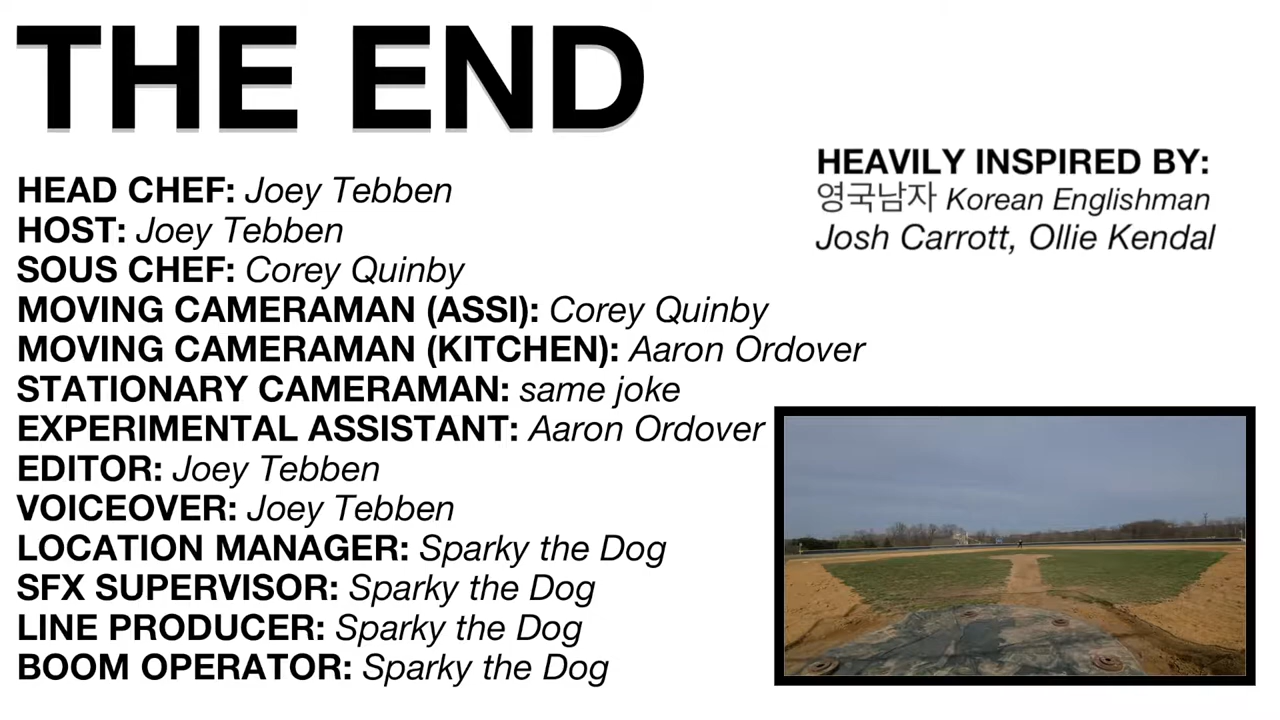 THE END
HEAD CHEF: Joey Tebben
HOST: Joey Tebben
SOUS CHEF: Corey Quinby
MOVING CAMERAMAN (ASSI): Corey Quinby
MOVING CAMERAMAN (KITCHEN): Aaron Ordover
STATIONARY CAMERAMAN: same joke
EXPERIMENTAL ASSISTANT: Aaron Ordover
EDITOR: Joey Tebben
VOICEOVER: Joey Tebben
LOCATION MANAGER: Sparky the Dog
SFX SUPERVISOR: Sparky the Dog
LINE PRODUCER: Sparky the Dog
BOOM OPERATOR: Sparky the Dog
HEAVILY INSPIRED BY:
영국남자 Korean Englishman
Josh Carrott, Ollie Kendal